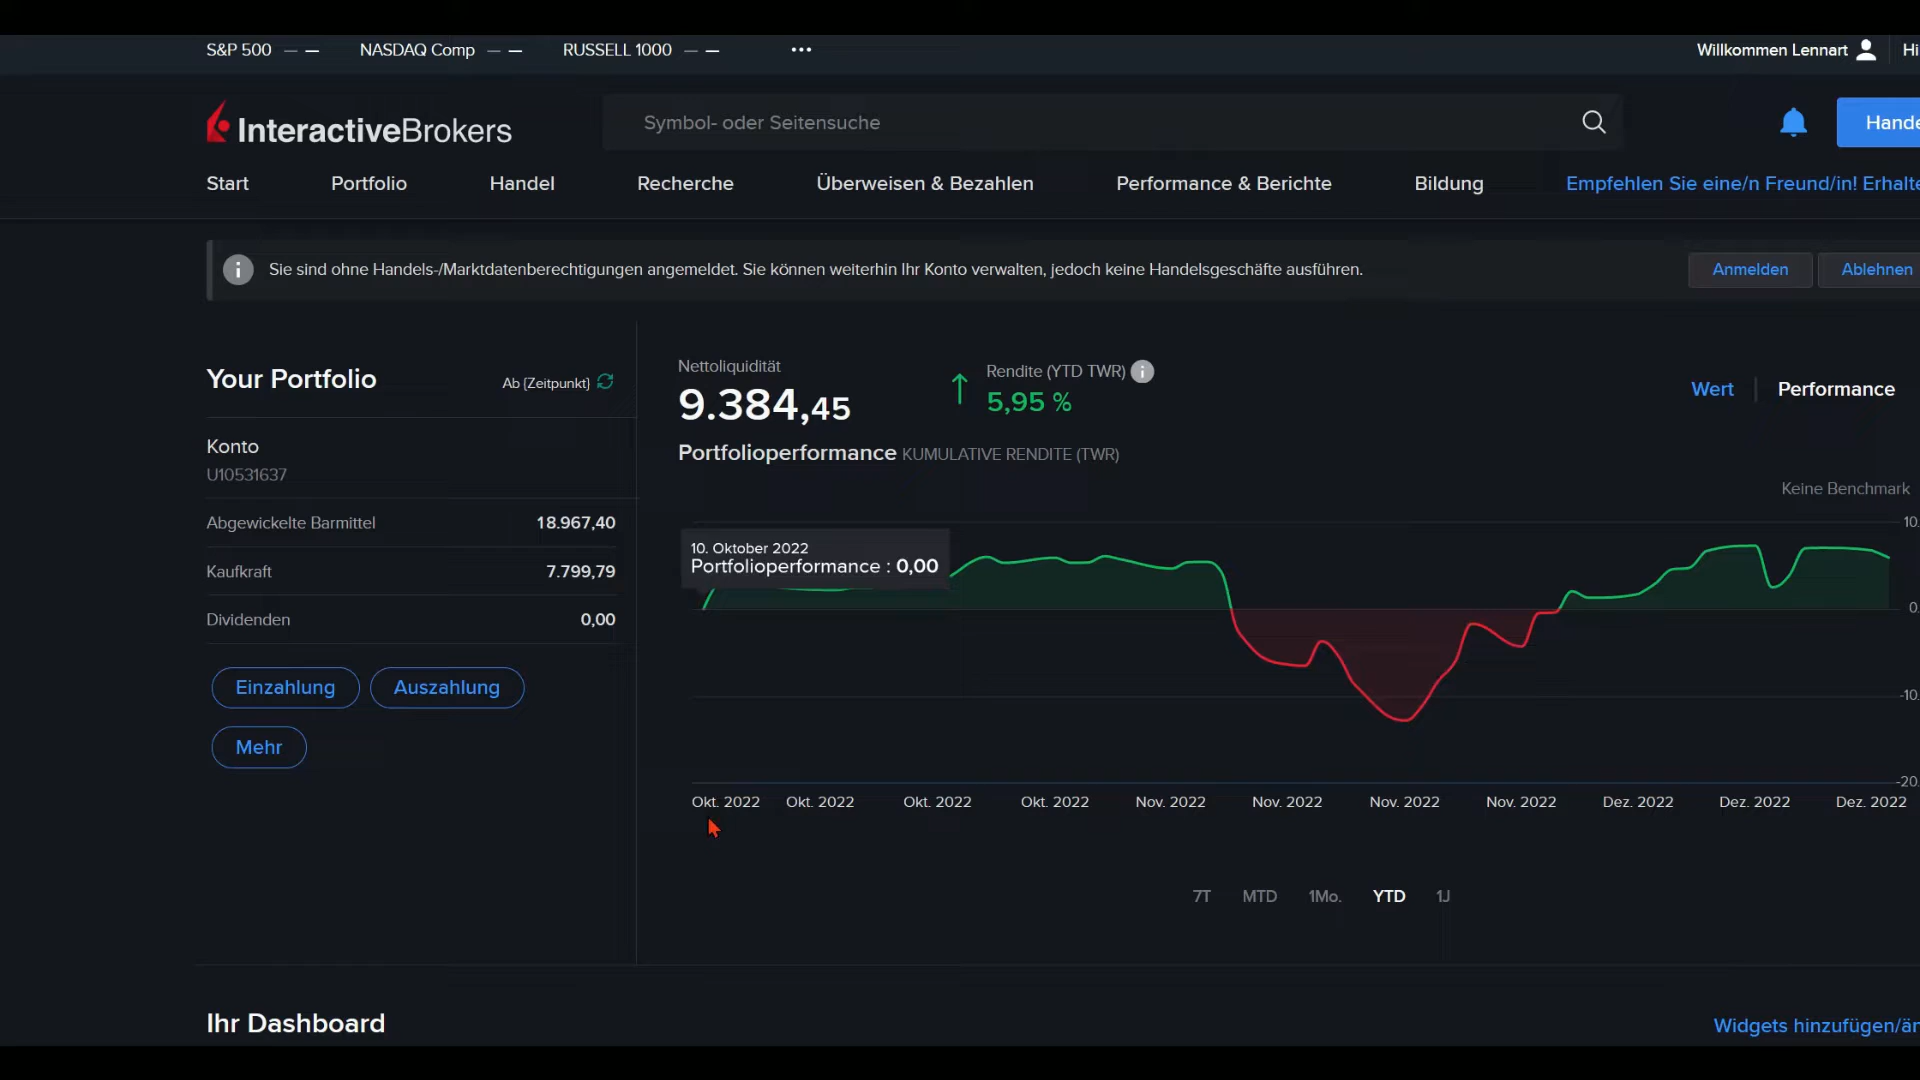 S&P 500 — —
NASDAQ Comp — —
RUSSELL 1000 — —
•••
Willkommen Lennart
InteractiveBrokers
Symbol- oder Seitensuche
Start
Portfolio
Handel
Recherche
Überweisen & Bezahlen
Performance & Berichte
Bildung
Empfehlen Sie eine/n Freund/in!
Sie sind ohne Handels-/Marktdatenberechtigungen angemeldet. Sie können weiterhin Ihr Konto verwalten, jedoch keine Handelsgeschäfte ausführen.
Anmelden
Ablehnen
Your Portfolio
Ab [Zeitpunkt]
Konto
U10531637
Abgewickelte Barmittel 18.967,40
Kaufkraft 7.799,79
Dividenden 0,00
Einzahlung
Auszahlung
Mehr
Nettoliquidität
9.384,45
Rendite (YTD TWR)
5,95 %
Wert
Performance
Portfolioperformance KUMULATIVE RENDITE (TWR)
Keine Benchmark
10. Oktober 2022
Portfolioperformance : 0,00
10.
0.
-10.
-20.
Okt. 2022 Okt. 2022 Okt. 2022 Okt. 2022 Nov. 2022 Nov. 2022 Nov. 2022 Nov. 2022 Dez. 2022 Dez. 2022 Dez. 2022
7T MTD 1Mo. YTD 1J
Ihr Dashboard
Widgets